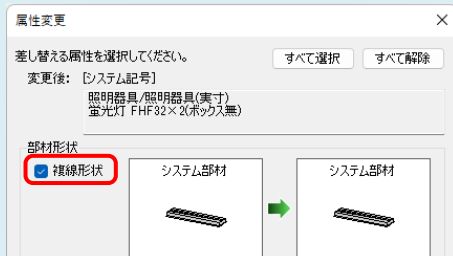 属性変更
差し替える属性を選択してください。
すべて選択
すべて解除
変更後： [システム記号]
照明器具/照明器具(実寸)
蛍光灯 FHF32×2(ボックス無)
部材形状
複線形状
システム部材
システム部材